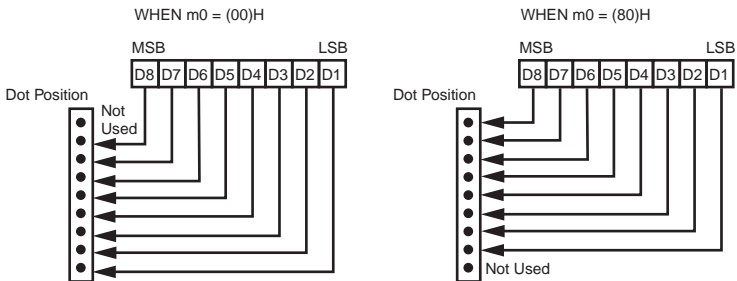 WHEN m0 = (00)H
MSB LSB
D8 D7 D6 D5 D4 D3 D2 D1
Dot Position
Not
Used
WHEN m0 = (80)H
MSB LSB
D8 D7 D6 D5 D4 D3 D2 D1
Dot Position
Not Used